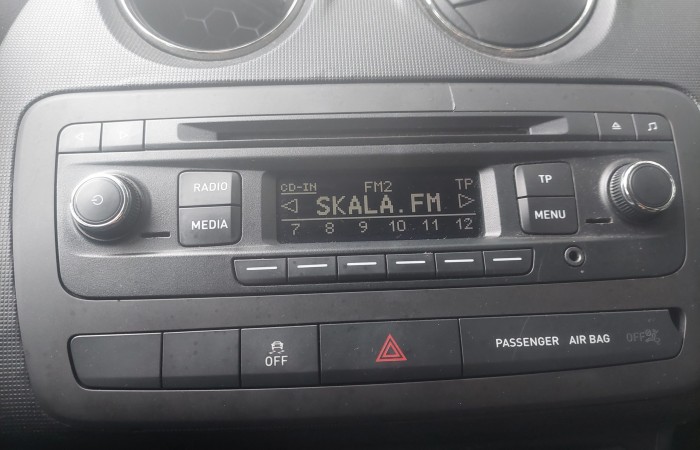 RADIO
MEDIA
CD-IN FM2 TP
SKALA.FM
7 8 9 10 11 12
TP
MENU
OFF
PASSENGER AIR BAG OFF